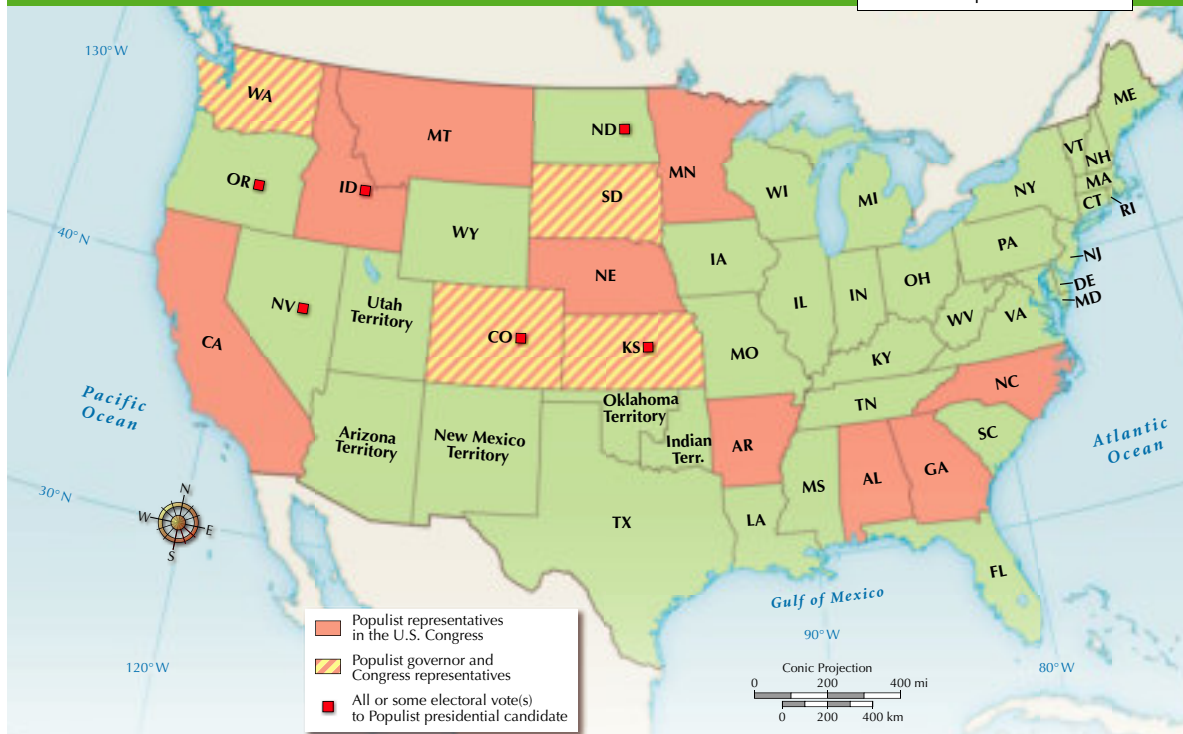 130°W
WA
MT
ND
MN
ME
VT
NH
OR
ID
SD
WI
MI
NY
MA
CT
RI
40°N
WY
IA
PA
NJ
NE
OH
DE
MD
NV
Utah
Territory
IL
IN
WV
VA
CA
CO
KS
MO
KY
NC
Pacific
Ocean
Oklahoma
Territory
TN
Arizona
Territory
New Mexico
Territory
Indian
Terr.
AR
SC
Atlantic
Ocean
30°N
N
W
E
S
MS
AL
GA
TX
LA
FL
Gulf of Mexico
90°W
120°W
80°W
Populist representatives
in the U.S. Congress
Populist governor and
Congress representatives
All or some electoral vote(s)
to Populist presidential candidate
Conic Projection
0 200 400 mi
0 200 400 km